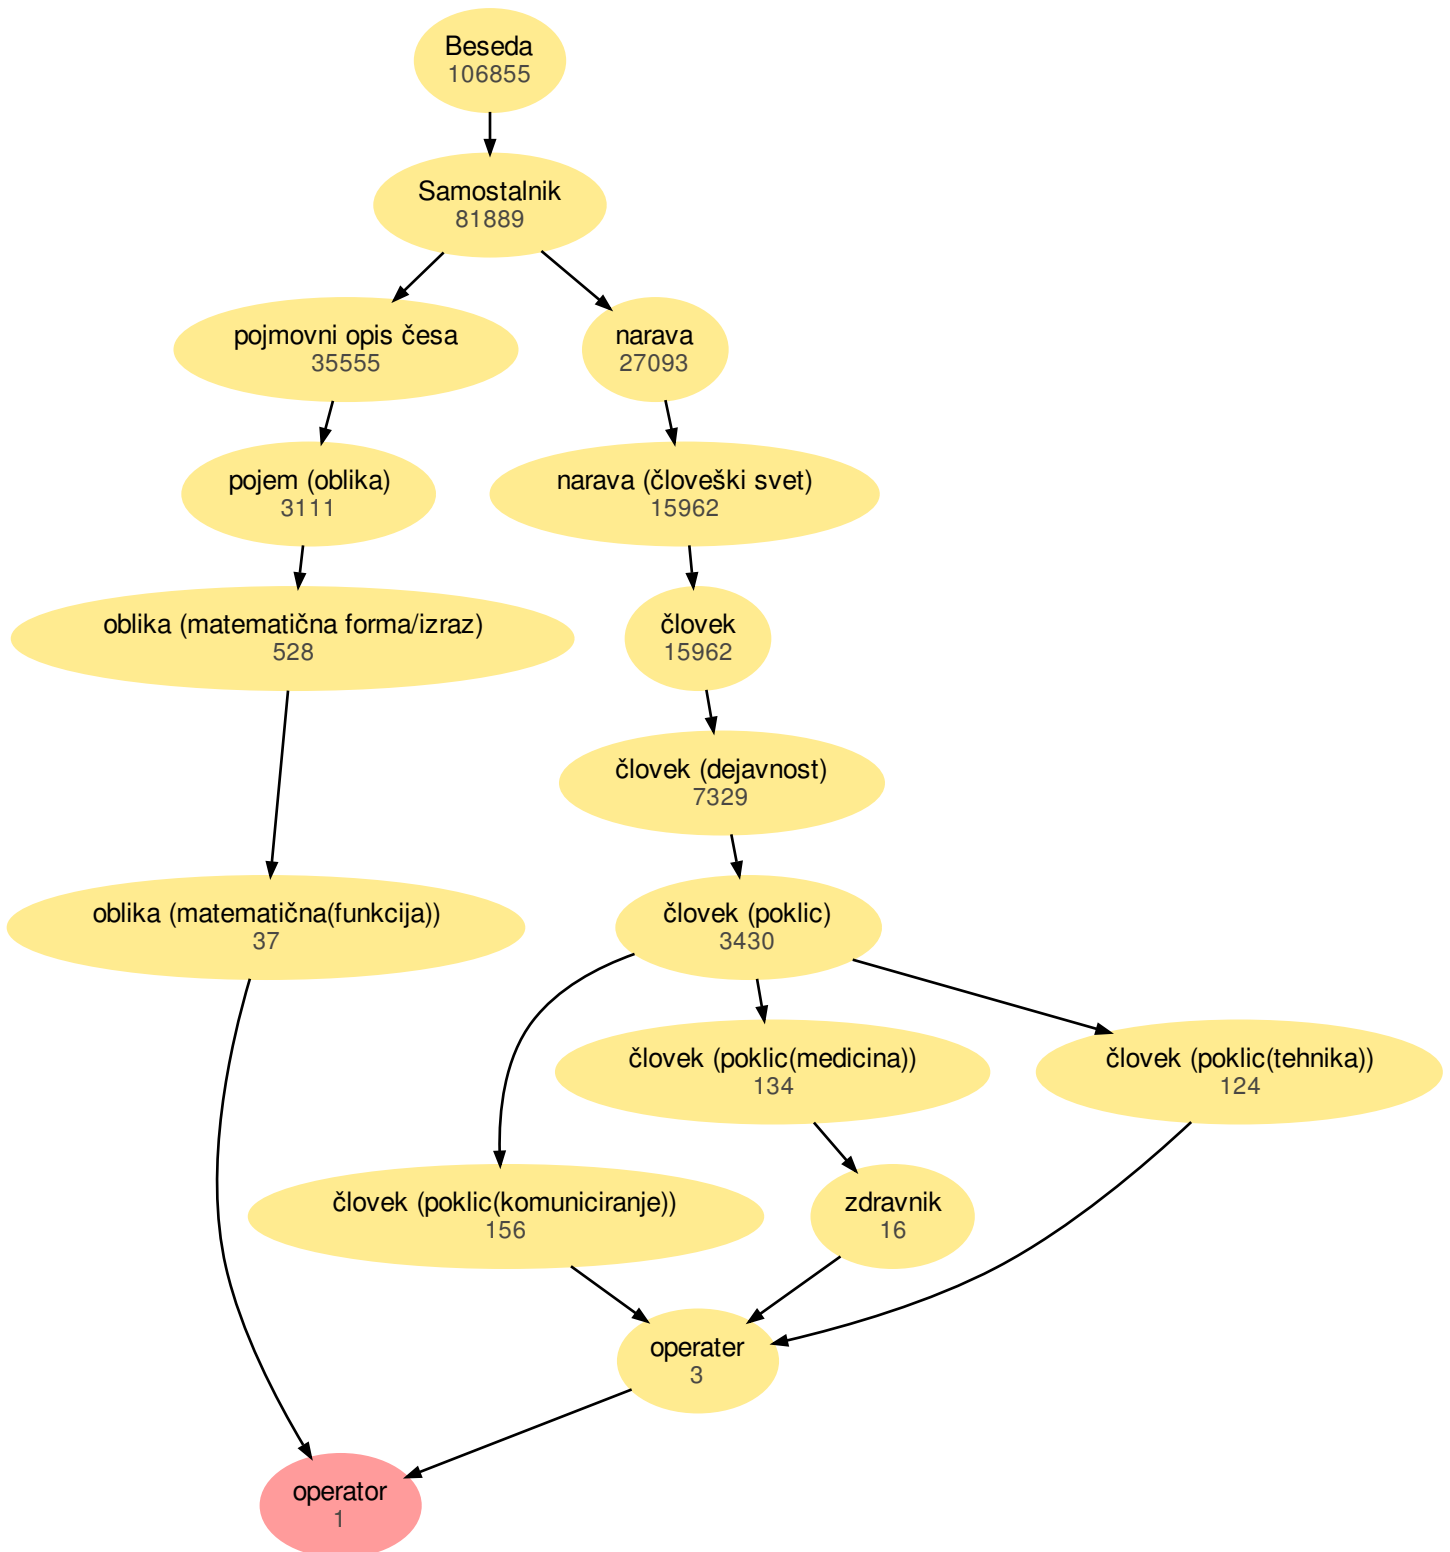 Beseda
106855
Samostalnik
81889
pojmovni opis česa
35555
narava
27093
pojem (oblika)
3111
narava (človeški svet)
15962
oblika (matematična forma/izraz)
528
človek
15962
človek (dejavnost)
7329
oblika (matematična(funkcija))
37
človek (poklic)
3430
človek (poklic(medicina))
134
človek (poklic(tehnika))
124
človek (poklic(komuniciranje))
156
zdravnik
16
operater
3
operator
1